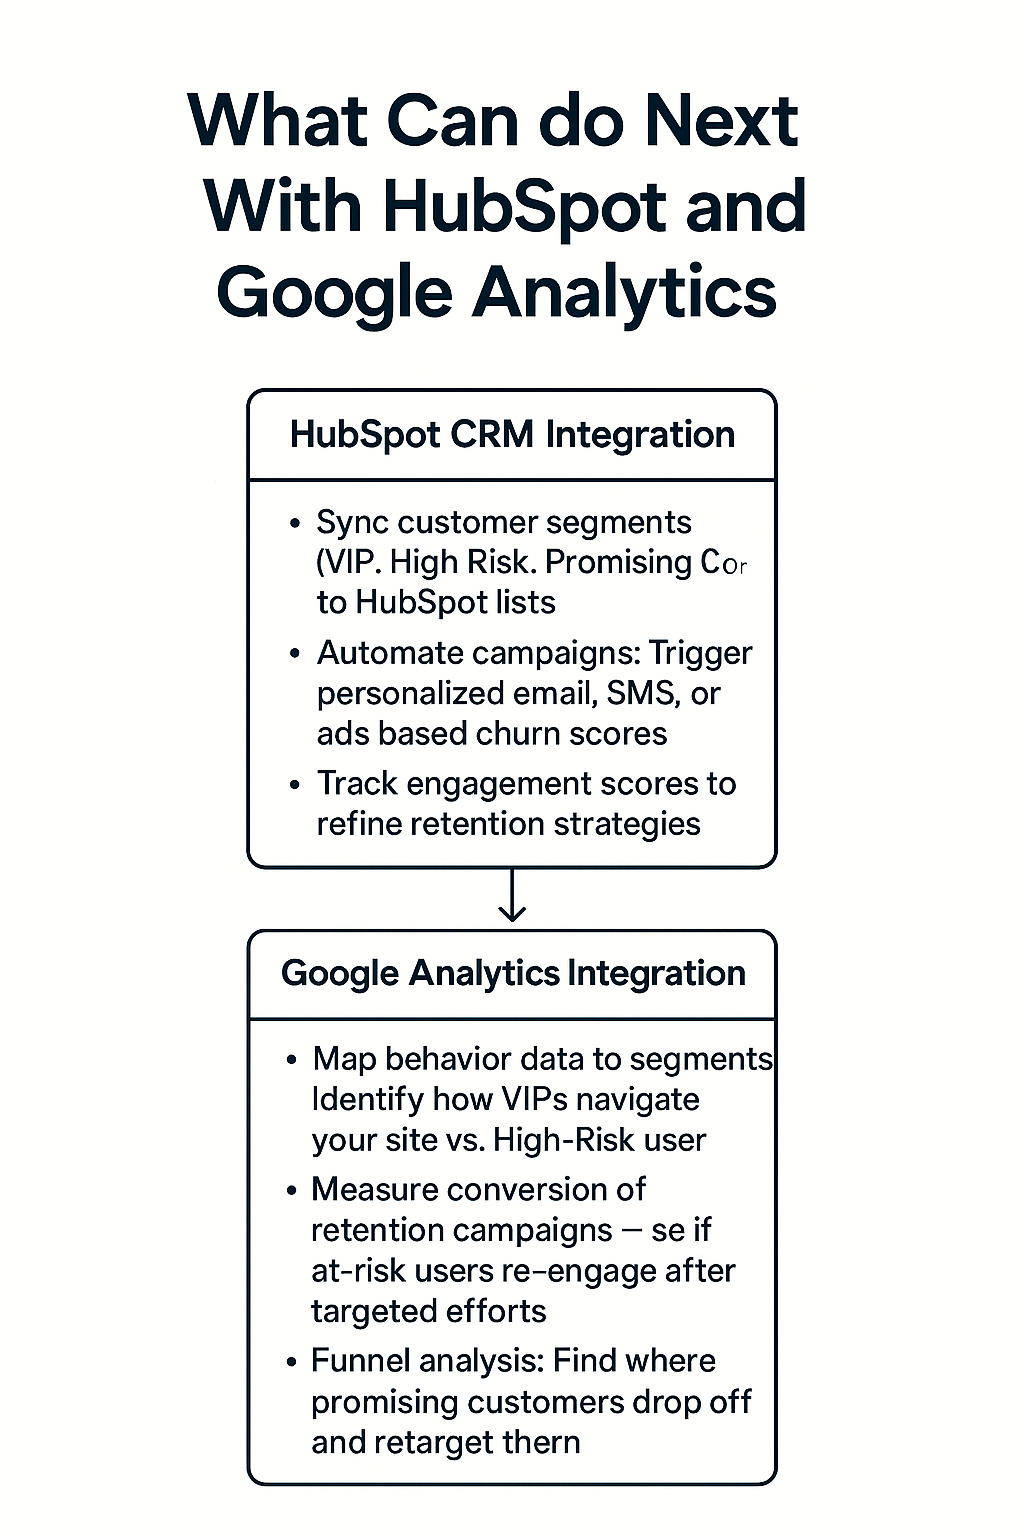 What Can do Next
With HubSpot and
Google Analytics
HubSpot CRM Integration
• Sync customer segments
(VIP. High Risk. Promising Cor
to HubSpot lists
• Automate campaigns: Trigger
personalized email, SMS, or
ads based churn scores
• Track engagement scores to
refine retention strategies
Google Analytics Integration
• Map behavior data to segments
Identify how VIPs navigate
your site vs. High-Risk user
• Measure conversion of
retention campaigns — se if
at-risk users re-engage after
targeted efforts
• Funnel analysis: Find where
promising customers drop off
and retarget thern